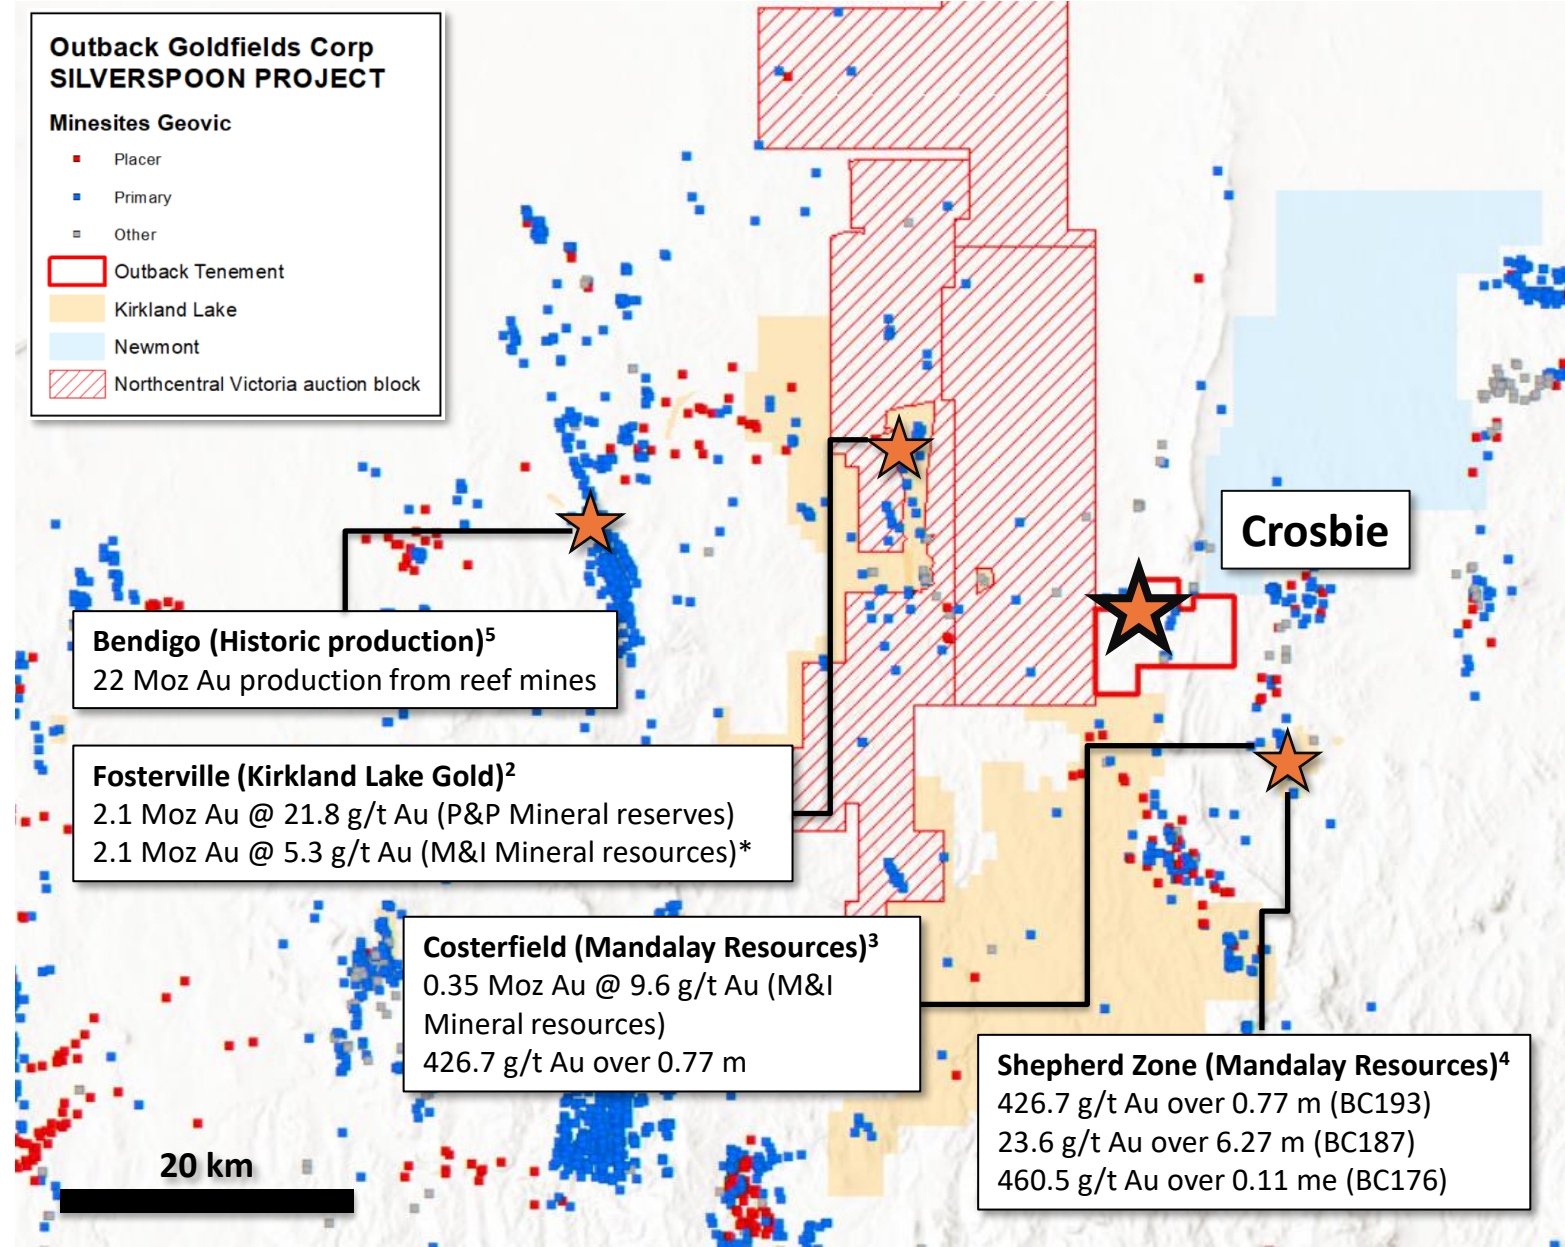 Outback Goldfields Corp
SILVERSPOON PROJECT
Minesites Geovic
Placer
Primary
Other
Outback Tenement
Kirkland Lake
Newmont
Northcentral Victoria auction block
Crosbie
Bendigo (Historic production)5
22 Moz Au production from reef mines
Fosterville (Kirkland Lake Gold)2
2.1 Moz Au @ 21.8 g/t Au (P&P Mineral reserves)
2.1 Moz Au @ 5.3 g/t Au (M&I Mineral resources)*
Costerfield (Mandalay Resources)3
0.35 Moz Au @ 9.6 g/t Au (M&I
Mineral resources)
426.7 g/t Au over 0.77 m
Shepherd Zone (Mandalay Resources)4
426.7 g/t Au over 0.77 m (BC193)
23.6 g/t Au over 6.27 m (BC187)
460.5 g/t Au over 0.11 me (BC176)
20 km